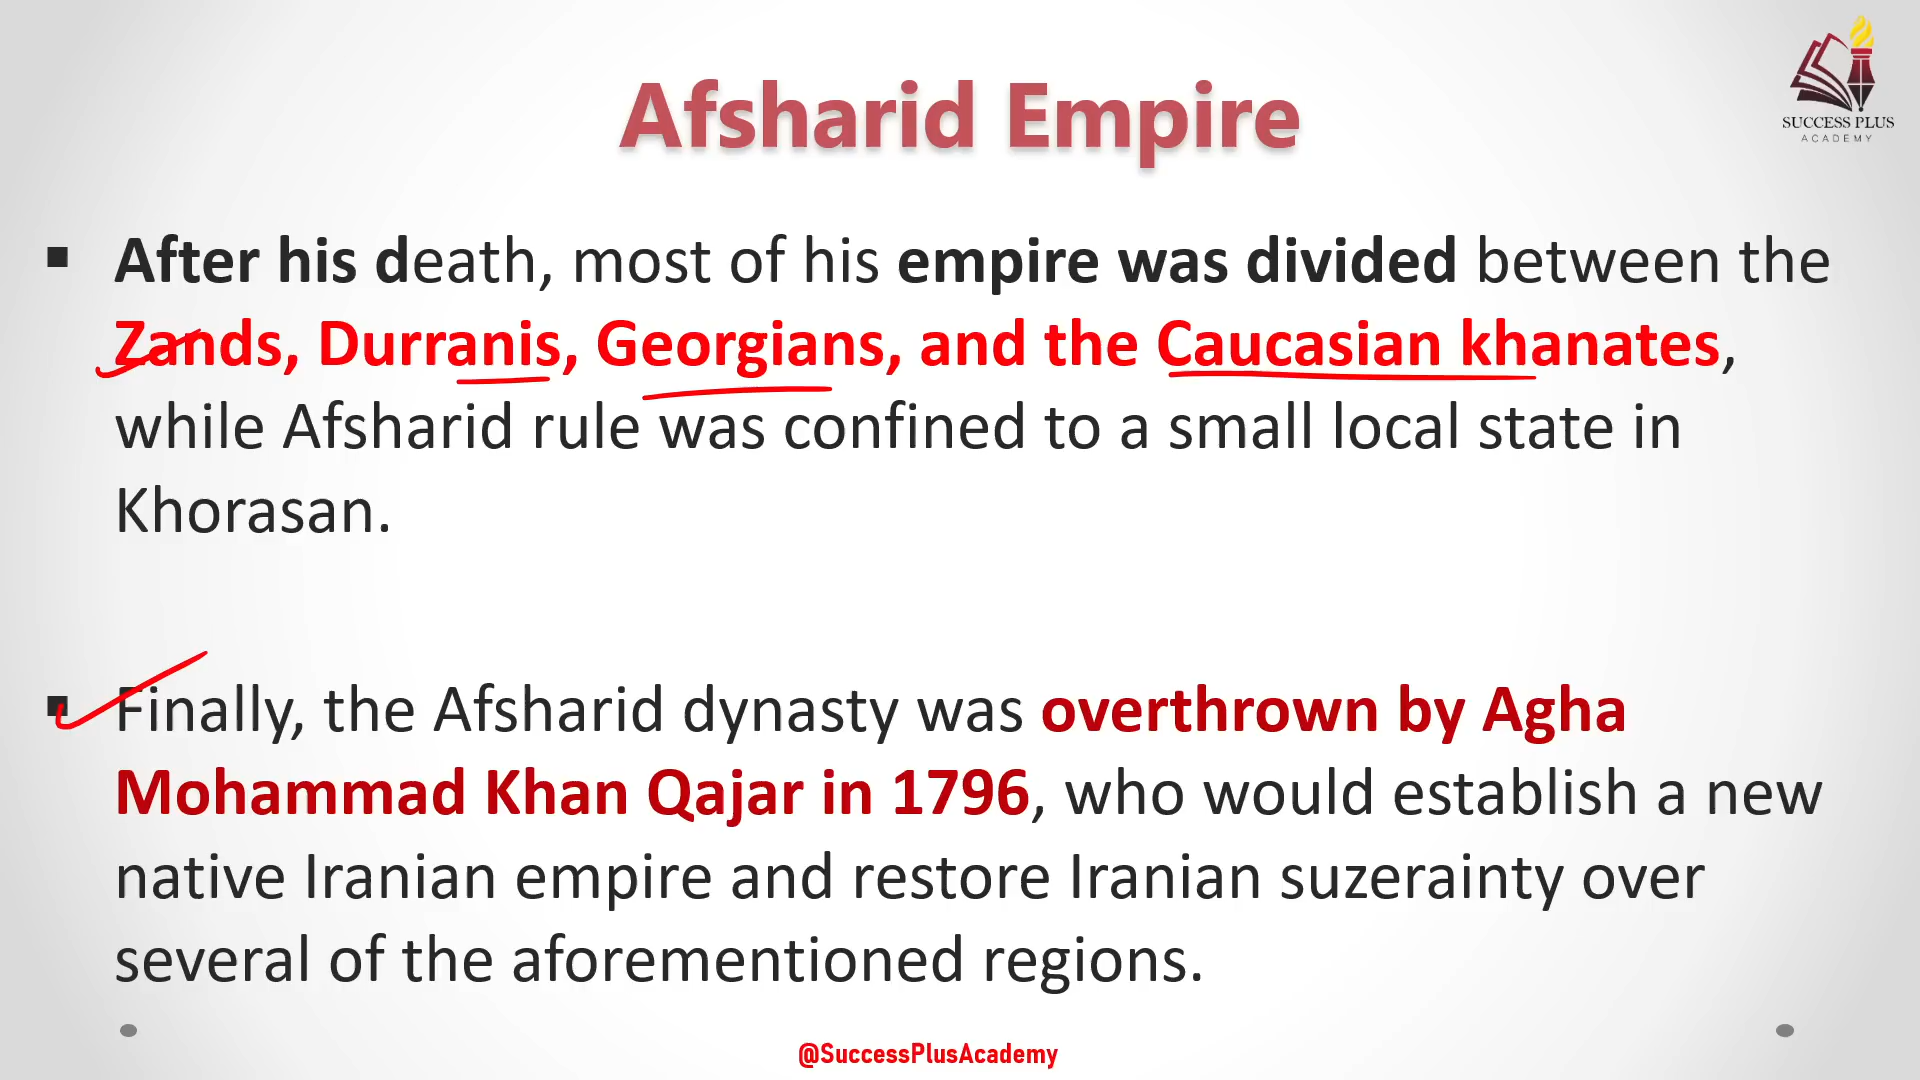 SUCCESS PLUS
ACADEMY
Afsharid Empire
▪ After his death, most of his empire was divided between the
Zands, Durranis, Georgians, and the Caucasian khanates,
while Afsharid rule was confined to a small local state in
Khorasan.
▪ Finally, the Afsharid dynasty was overthrown by Agha
Mohammad Khan Qajar in 1796, who would establish a new
native Iranian empire and restore Iranian suzerainty over
several of the aforementioned regions.
@SuccessPlusAcademy